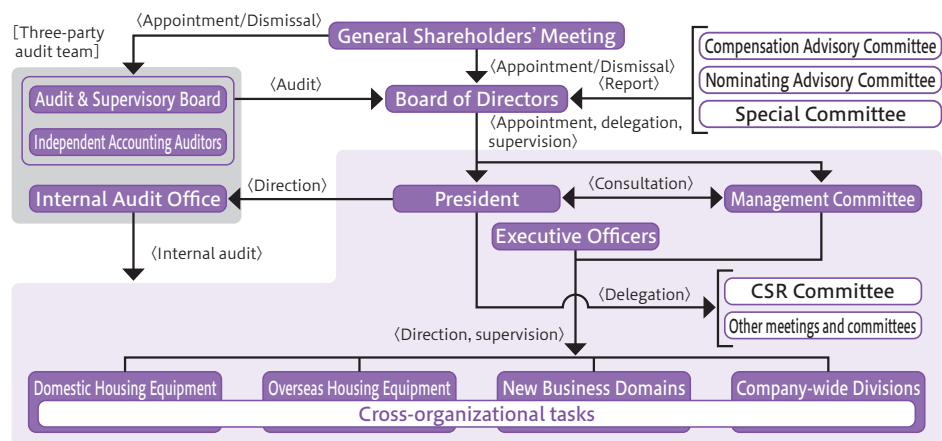 〈Appointment/Dismissal〉
[Three-party
audit team]
General Shareholders' Meeting
Compensation Advisory Committee
〈Appointment/Dismissal〉
Nominating Advisory Committee
〈Report〉
Audit & Supervisory Board
〈Audit〉
Board of Directors
Special Committee
〈Appointment, delegation,
supervision〉
Independent Accounting Auditors
Internal Audit Office
〈Direction〉
President
〈Consultation〉
Management Committee
Executive Officers
〈Internal audit〉
〈Delegation〉
CSR Committee
Other meetings and committees
〈Direction, supervision〉
Domestic Housing Equipment
Overseas Housing Equipment
New Business Domains
Company-wide Divisions
Cross-organizational tasks